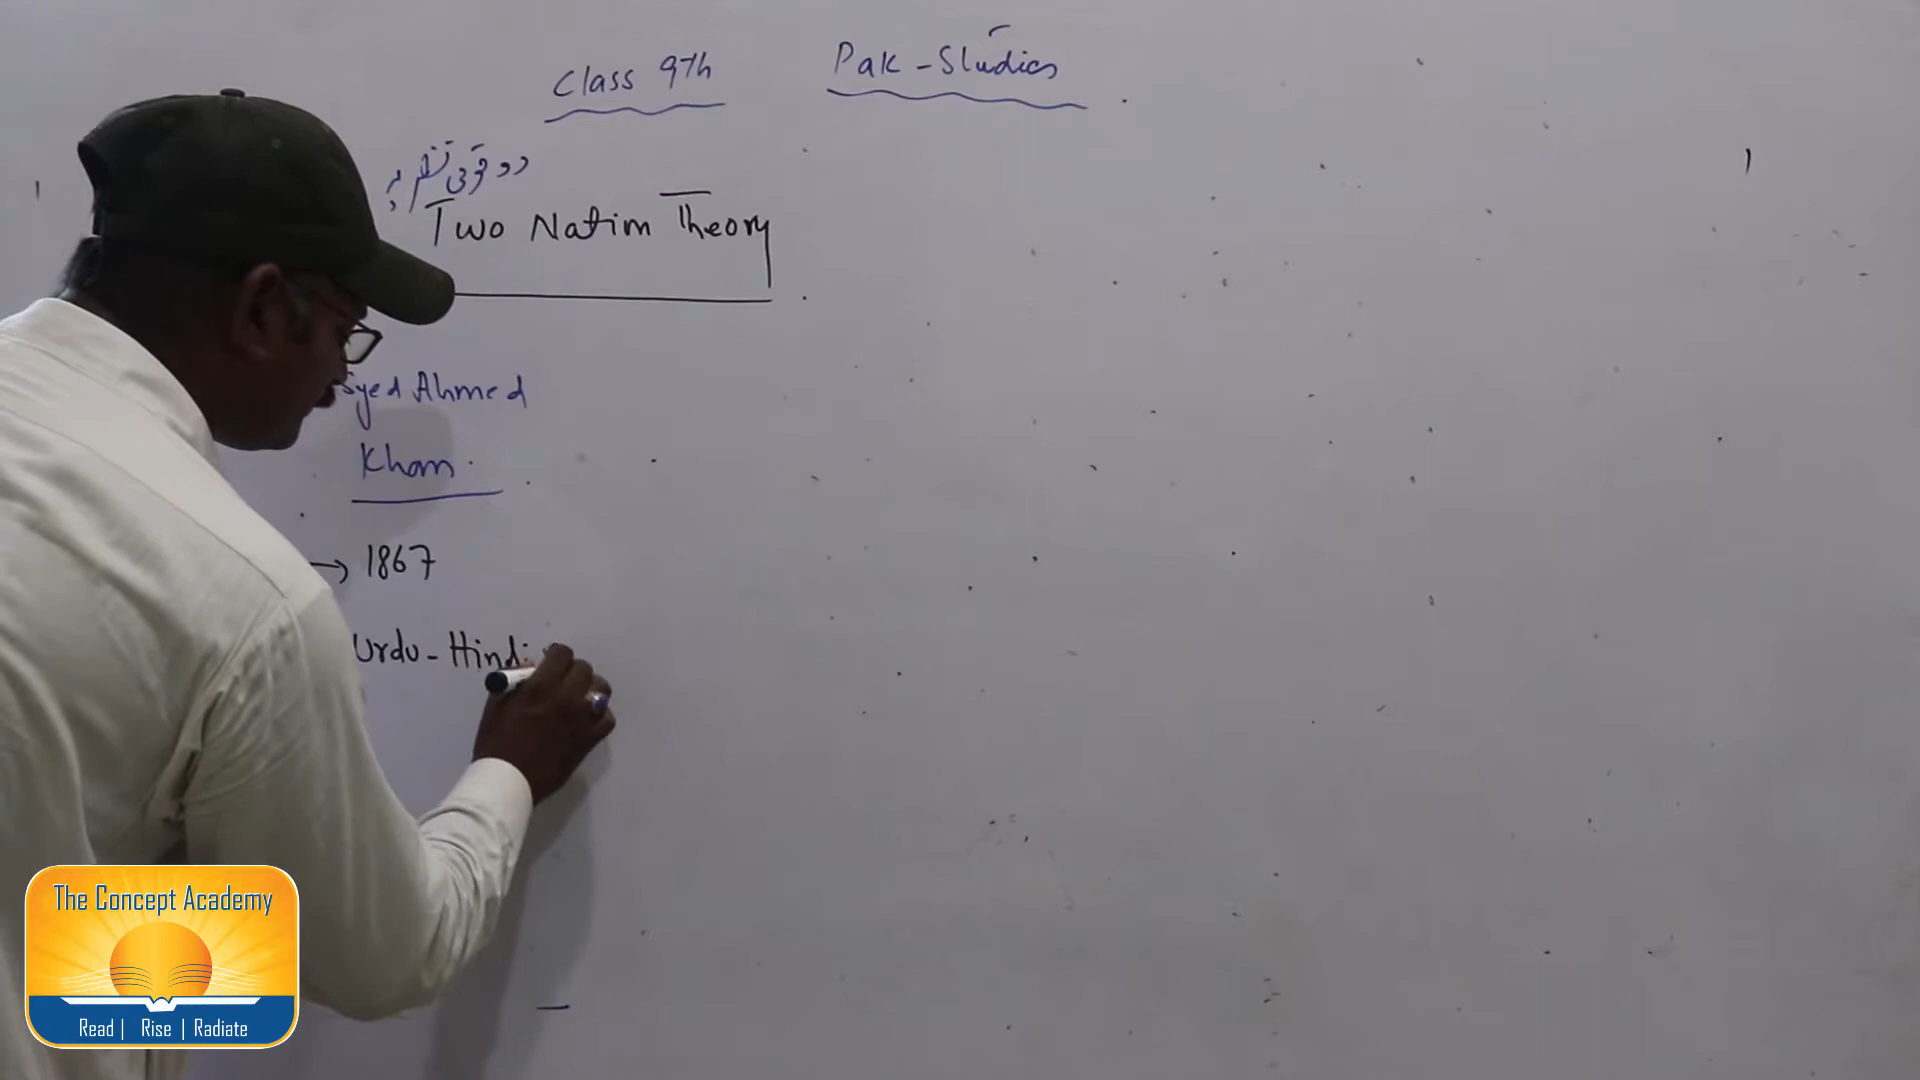 Class 9th Pak-Studies
دو قومی نظریہ
Two Nation Theory
Syed Ahmed
Khan.
→ 1867
Urdu - Hindi
The Concept Academy
Read | Rise | Radiate